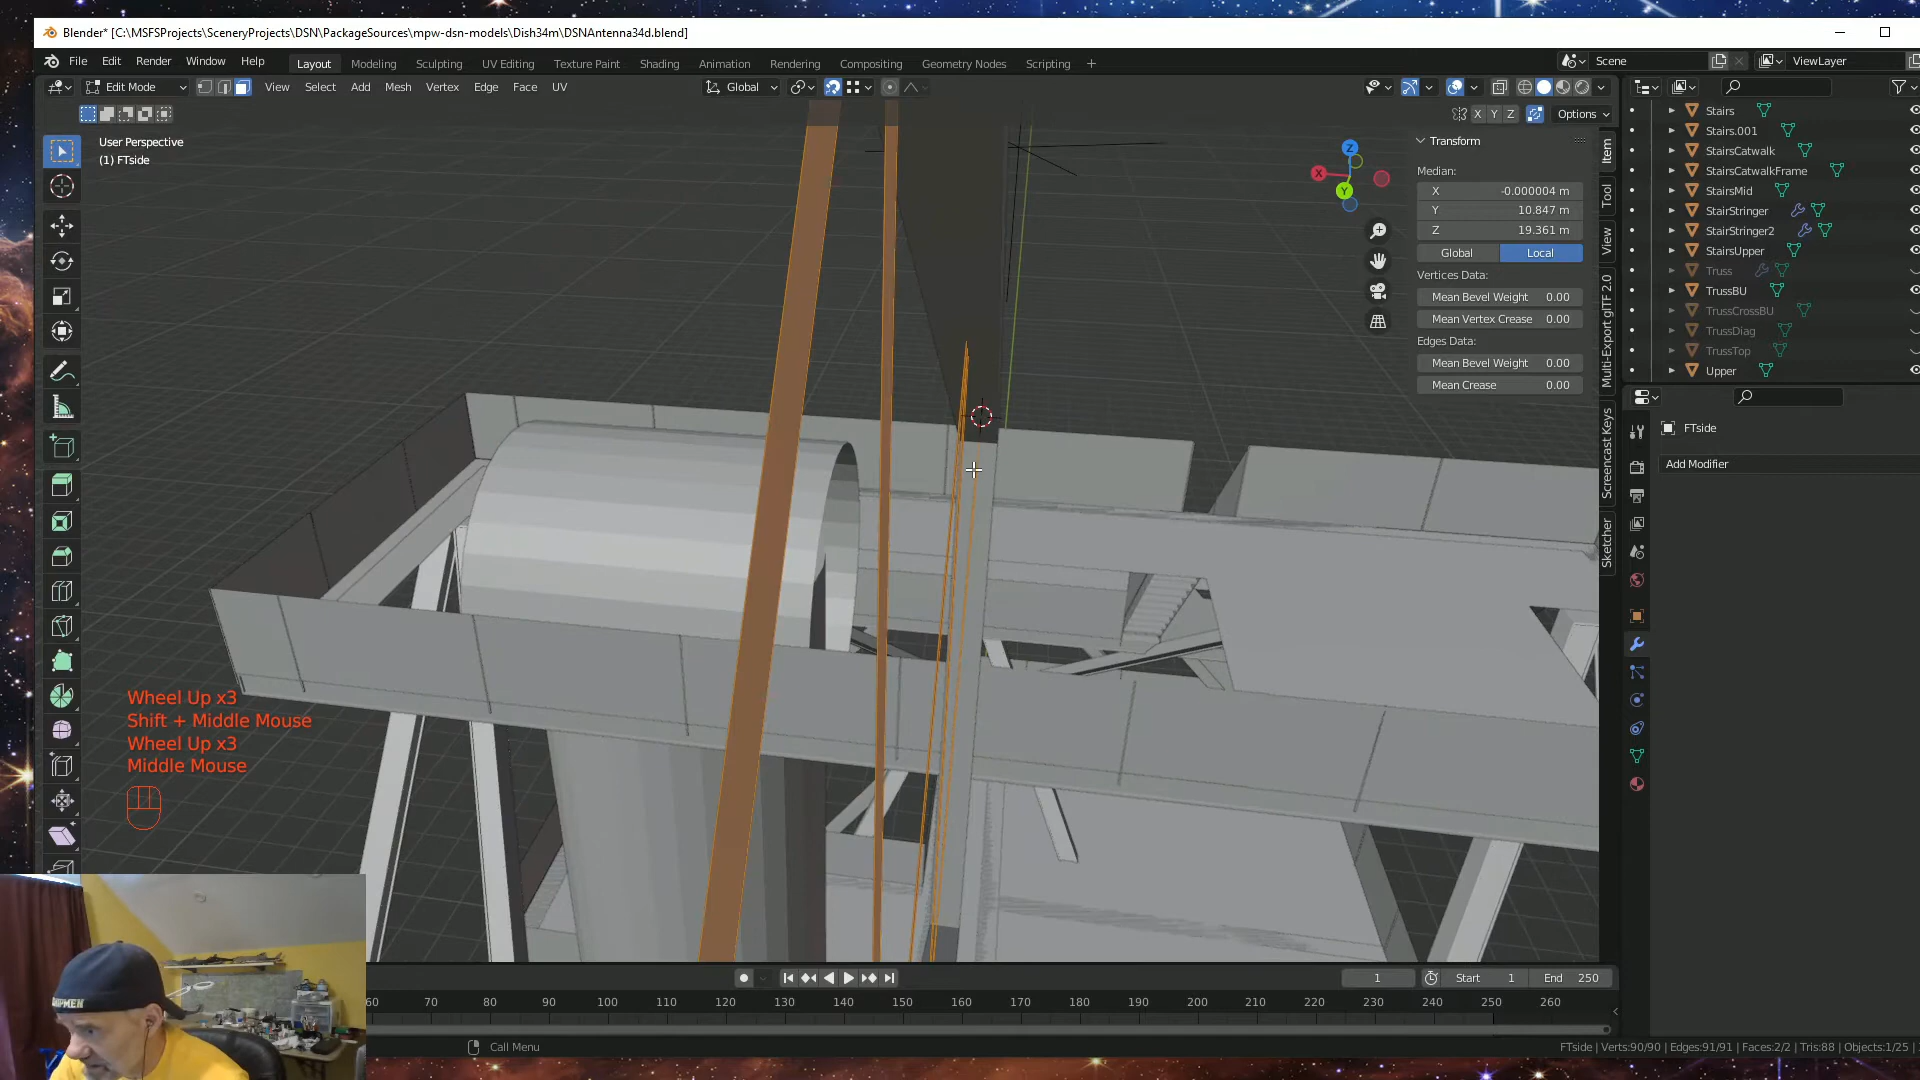 Blender* [C:\MSFSProjects\SceneryProjects\DSN\PackageSources\mpw-dsn-models\Dish34m\DSNAntenna34d.blend]
File Edit Render Window Help Layout Modeling Sculpting UV Editing Texture Paint Shading Animation Rendering Compositing Geometry Nodes Scripting + Scene ViewLayer
Edit Mode View Select Add Mesh Vertex Edge Face UV Global
X Y Z Options
User Perspective
(1) FTside
Z
X
Y
Transform
Median:
X -0.000004 m
Y 10.847 m
Z 19.361 m
Global Local
Vertices Data:
Mean Bevel Weight 0.00
Mean Vertex Crease 0.00
Edges Data:
Mean Bevel Weight 0.00
Mean Crease 0.00
Item
Tool
View
Multi-Export glTF 2.0
Screencast Keys
Sketcher
Stairs
Stairs.001
StairsCatwalk
StairsCatwalkFrame
StairsMid
StairStringer
StairStringer2
StairsUpper
Truss
TrussBU
TrussCrossBU
TrussDiag
TrussTop
Upper
FTside
Add Modifier
Wheel Up x3
Shift + Middle Mouse
Wheel Up x3
Middle Mouse
1 Start 1 End 250
60 70 80 90 100 110 120 130 140 150 160 170 180 190 200 210 220 230 240 250 260
Call Menu
FTside | Verts:90/90 | Edges:91/91 | Faces:2/2 | Tris:88 | Objects:1/25 |